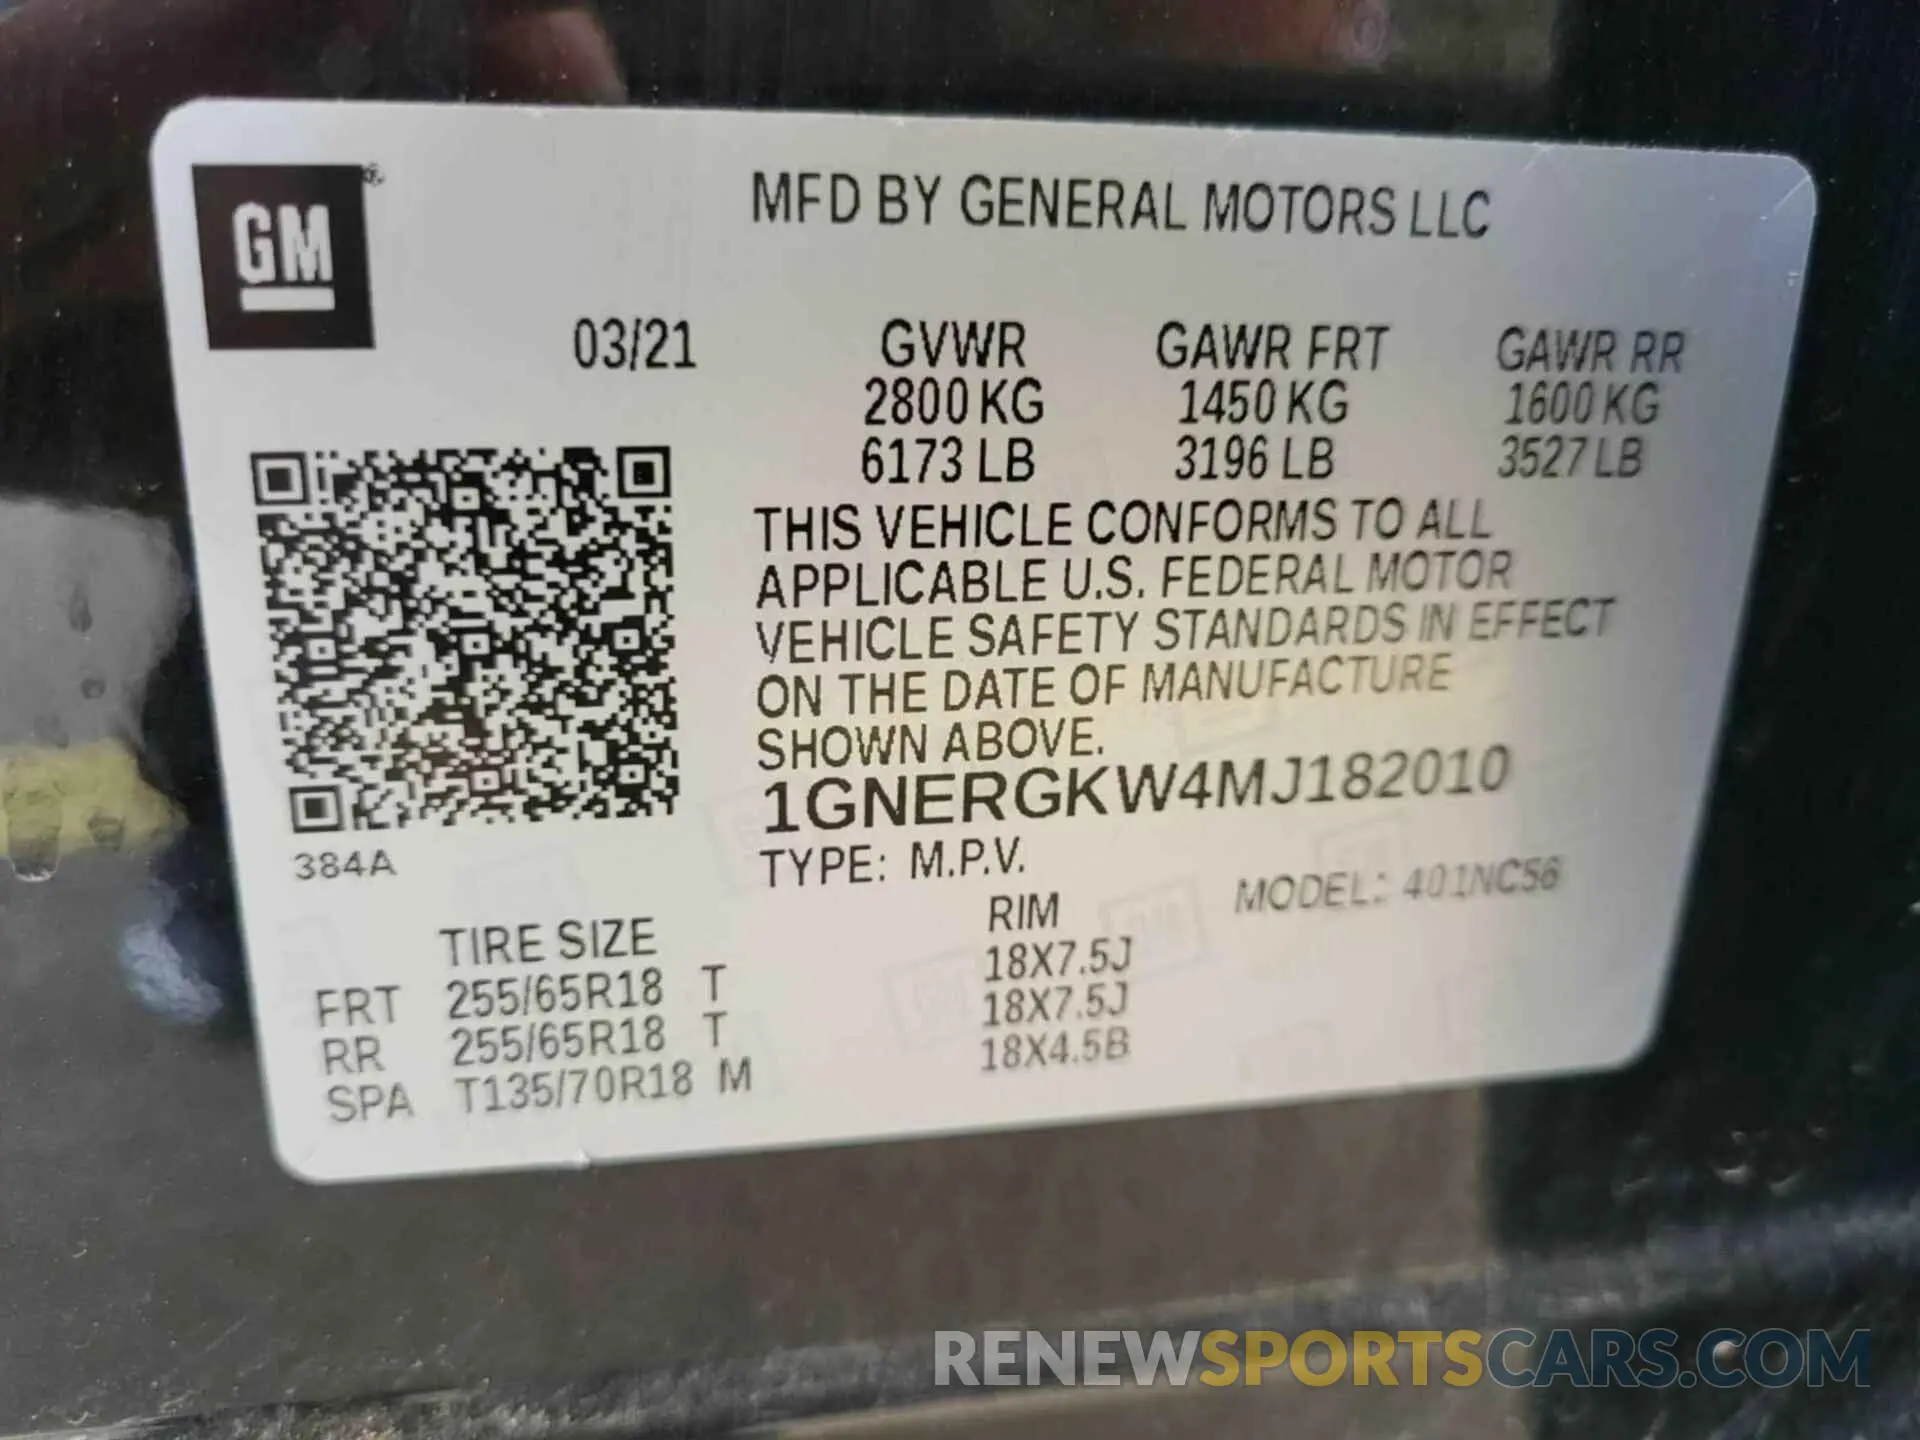 GM®
MFD BY GENERAL MOTORS LLC
03/21 GVWR GAWR FRT GAWR RR
2800 KG 1450 KG 1600 KG
6173 LB 3196 LB 3527 LB
THIS VEHICLE CONFORMS TO ALL
APPLICABLE U.S. FEDERAL MOTOR
VEHICLE SAFETY STANDARDS IN EFFECT
ON THE DATE OF MANUFACTURE
SHOWN ABOVE.
1GNERGKW4MJ182010
384A
TYPE: M.P.V. MODEL: 401NC56
TIRE SIZE RIM
FRT 255/65R18 T 18X7.5J
RR 255/65R18 T 18X7.5J
SPA T135/70R18 M 18X4.5B
RENEWSPORTSCARS.COM